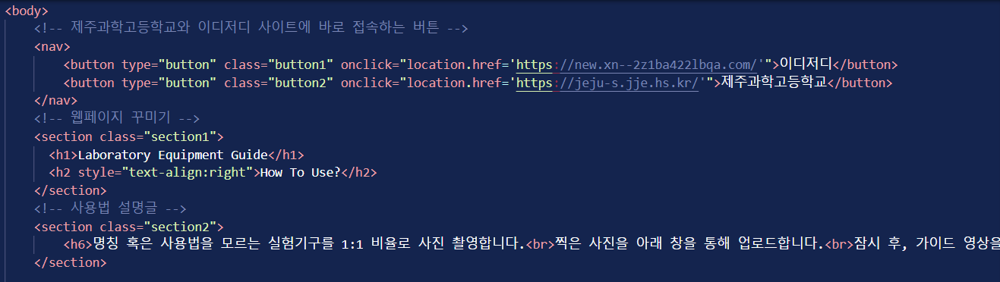 <body>
<!-- 제주과학고등학교와 이디저디 사이트에 바로 접속하는 버튼 -->
<nav>
<button type="button" class="button1" onclick="location.href='https://new.xn--2z1ba422lbqa.com/'">이디저디</button>
<button type="button" class="button2" onclick="location.href='https://jeju-s.jje.hs.kr/'">제주과학고등학교</button>
</nav>
<!-- 웹페이지 꾸미기 -->
<section class="section1">
<h1>Laboratory Equipment Guide</h1>
<h2 style="text-align:right">How To Use?</h2>
</section>
<!-- 사용법 설명글 -->
<section class="section2">
<h6>명칭 혹은 사용법을 모르는 실험기구를 1:1 비율로 사진 촬영합니다.<br>찍은 사진을 아래 창을 통해 업로드합니다.<br>잠시 후, 가이드 영상을
</section>